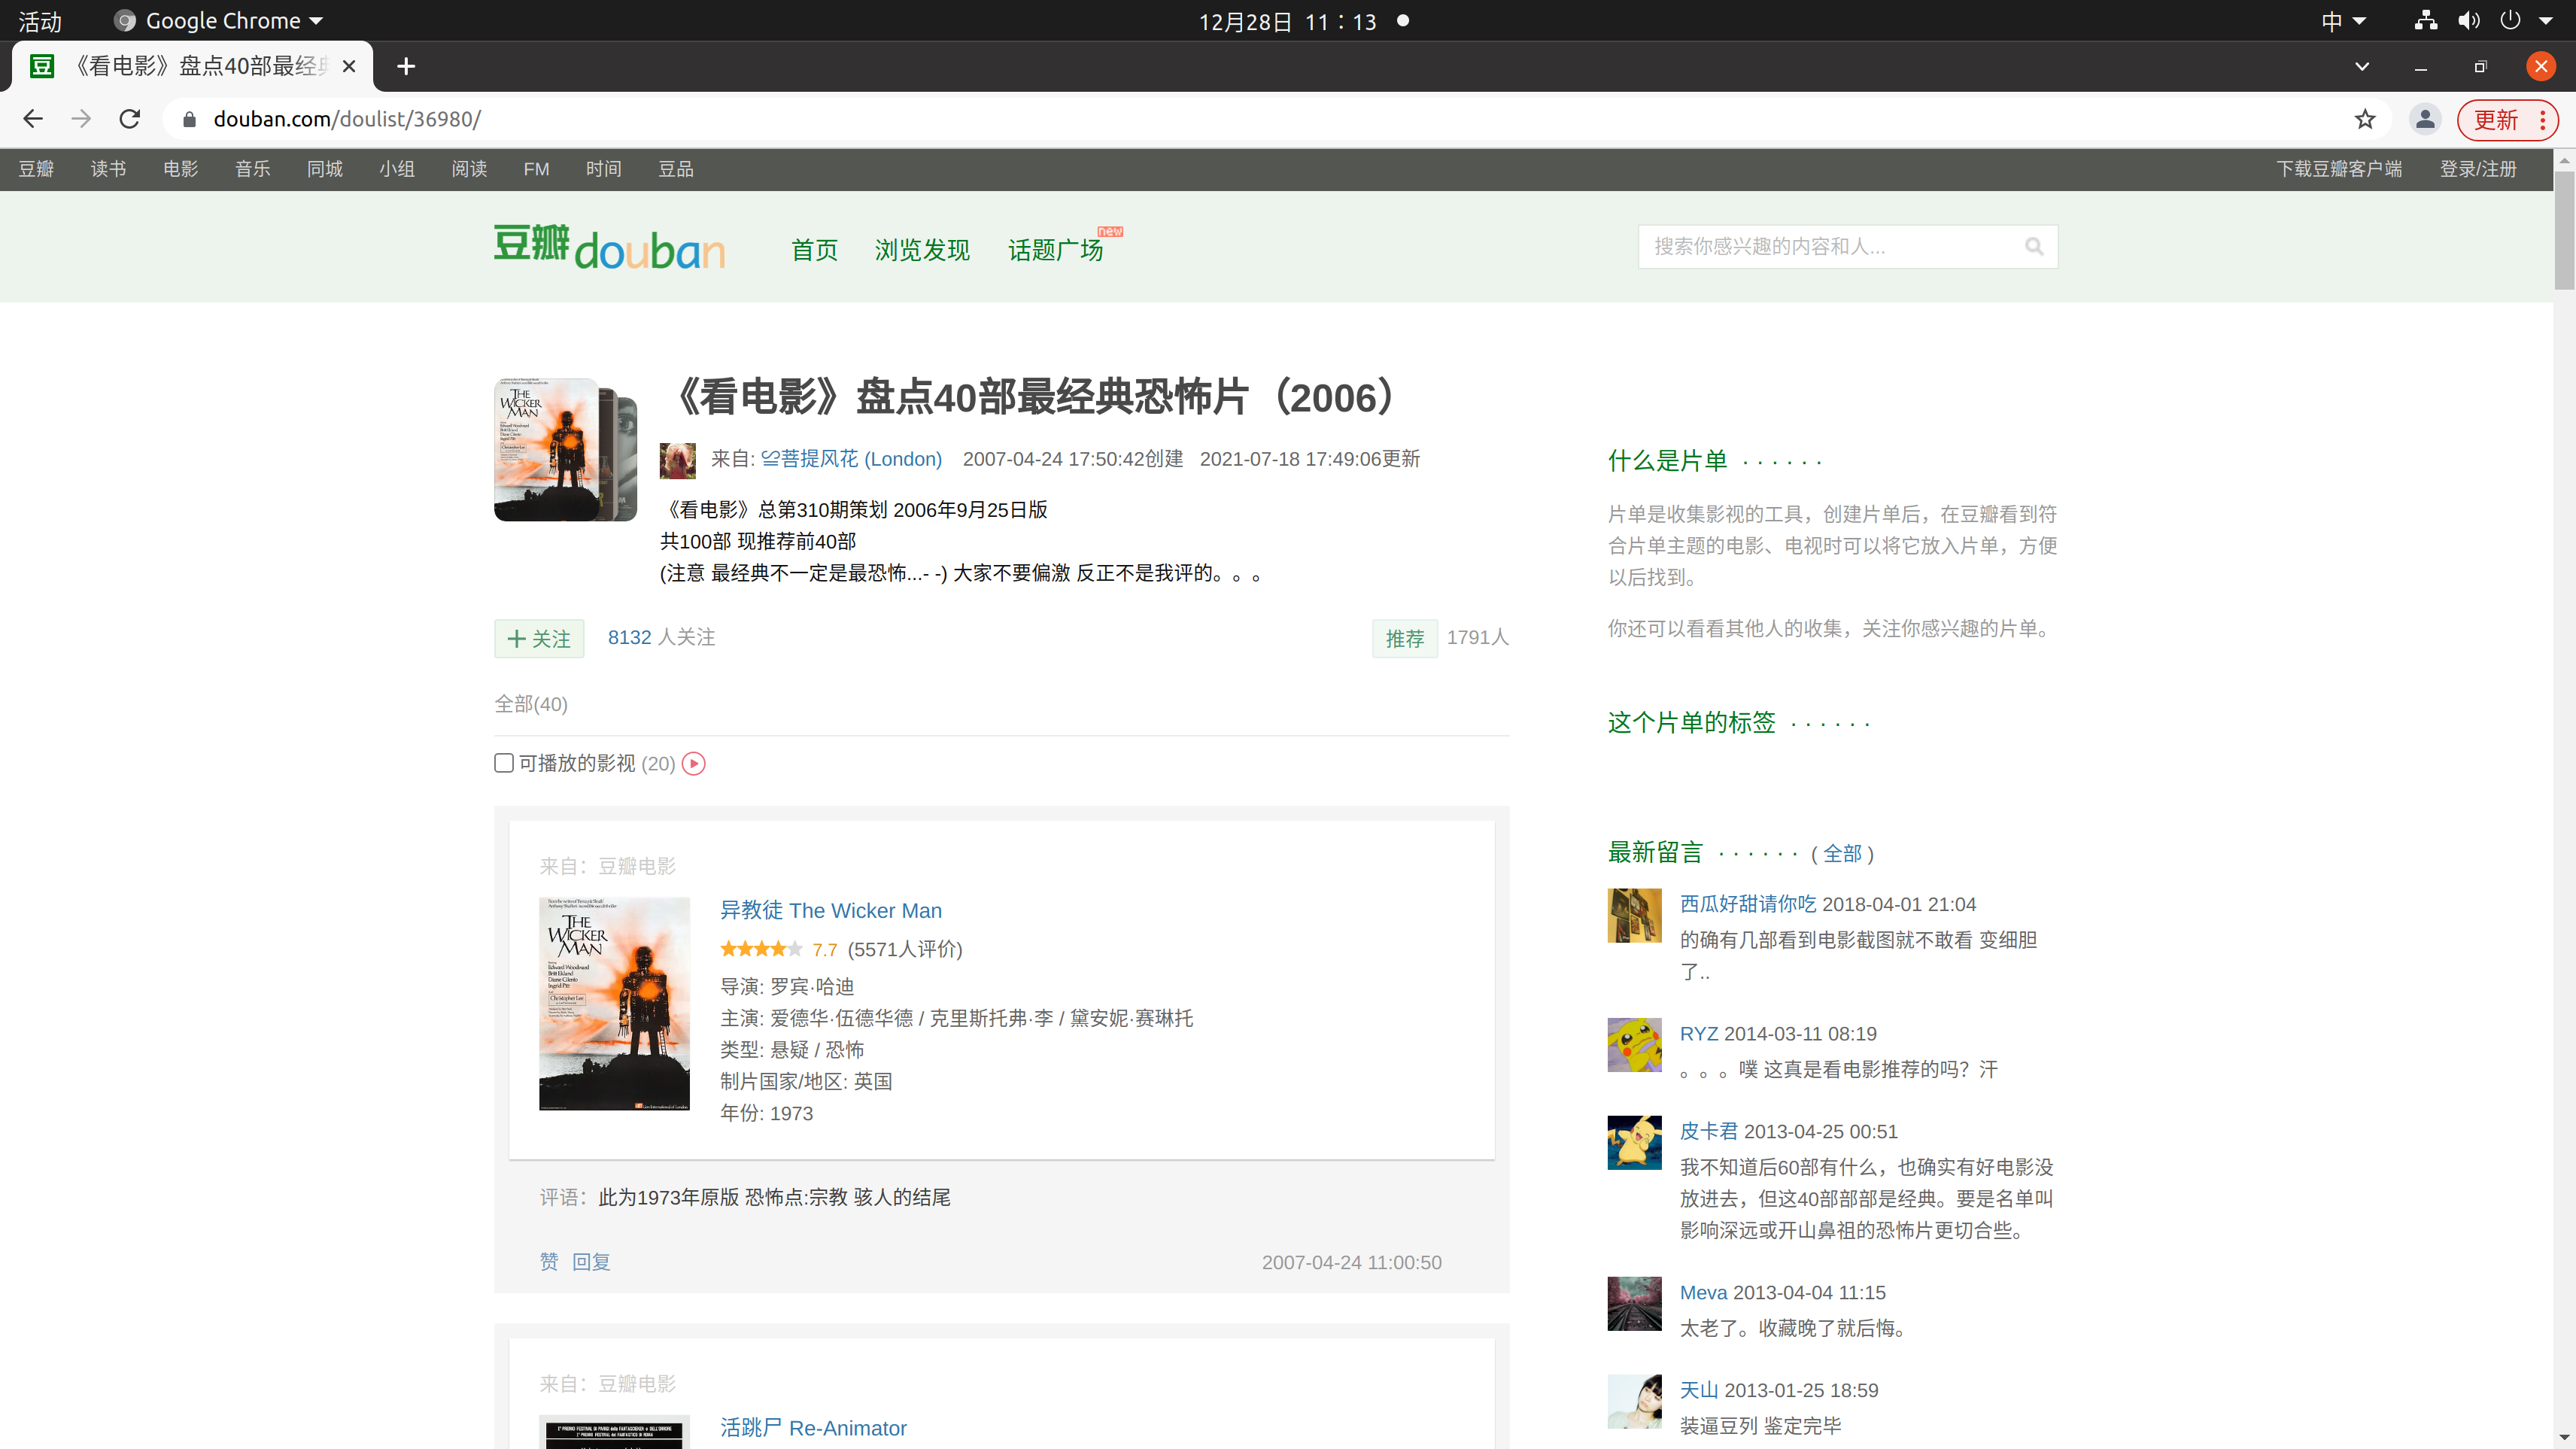 活动
Google Chrome
12月28日 11：13
中
《看电影》盘点40部最经典
douban.com/doulist/36980/
更新
豆瓣 读书 电影 音乐 同城 小组 阅读 FM 时间 豆品
下载豆瓣客户端 登录/注册
豆瓣douban
首页 浏览发现 话题广场 new
搜索你感兴趣的内容和人...
《看电影》盘点40部最经典恐怖片（2006）
THE WICKER MAN
来自: ≌菩提风花 (London) 2007-04-24 17:50:42创建 2021-07-18 17:49:06更新
《看电影》总第310期策划 2006年9月25日版
共100部 现推荐前40部
(注意 最经典不一定是最恐怖...- -) 大家不要偏激 反正不是我评的。。。
关注 8132 人关注
推荐 1791人
全部(40)
可播放的影视 (20)
来自：豆瓣电影
THE WICKER MAN
Edward Woodward
Britt Ekland
Diane Cilento
Ingrid Pitt
Christopher Lee
异教徒 The Wicker Man
7.7 (5571人评价)
导演: 罗宾·哈迪
主演: 爱德华·伍德华德 / 克里斯托弗·李 / 黛安妮·赛琳托
类型: 悬疑 / 恐怖
制片国家/地区: 英国
年份: 1973
评语：此为1973年原版 恐怖点:宗教 骇人的结尾
赞 回复
2007-04-24 11:00:50
来自：豆瓣电影
活跳尸 Re-Animator
什么是片单 · · · · · ·
片单是收集影视的工具，创建片单后，在豆瓣看到符
合片单主题的电影、电视时可以将它放入片单，方便
以后找到。
你还可以看看其他人的收集，关注你感兴趣的片单。
这个片单的标签 · · · · · ·
最新留言 · · · · · · ( 全部 )
西瓜好甜请你吃 2018-04-01 21:04
的确有几部看到电影截图就不敢看 变细胆
了..
RYZ 2014-03-11 08:19
。。。噗 这真是看电影推荐的吗？汗
皮卡君 2013-04-25 00:51
我不知道后60部有什么，也确实有好电影没
放进去，但这40部部部是经典。要是名单叫
影响深远或开山鼻祖的恐怖片更切合些。
Meva 2013-04-04 11:15
太老了。收藏晚了就后悔。
天山 2013-01-25 18:59
装逼豆列 鉴定完毕